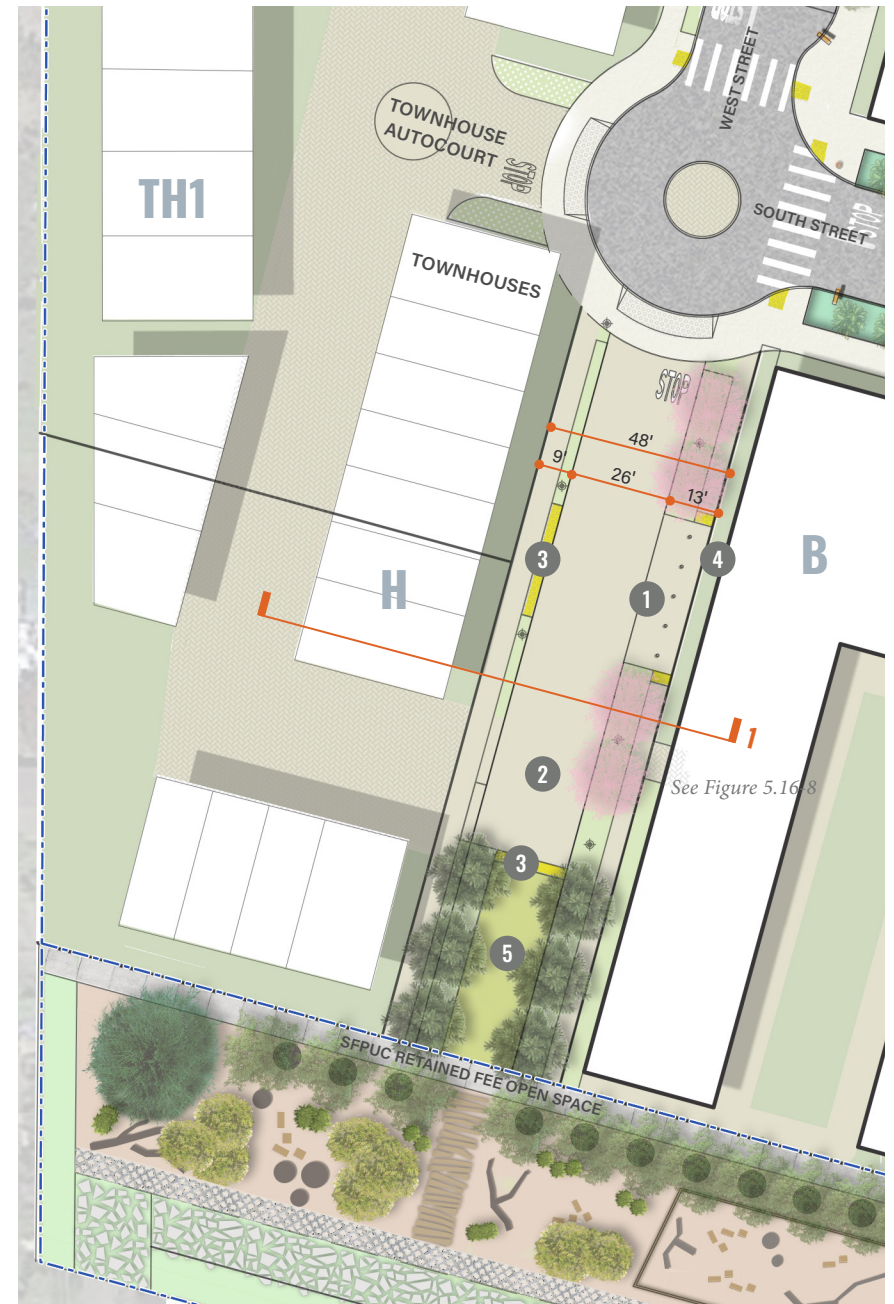 WEST STREET
TOWNHOUSE
AUTOCOURT
STOP
TH1
SOUTH STREET
STOP
TOWNHOUSES
STOP
48'
9'
26'
13'
3
4
B
H
1
1
2
See Figure 5.16-8
3
5
SFPUC RETAINED FEE OPEN SPACE